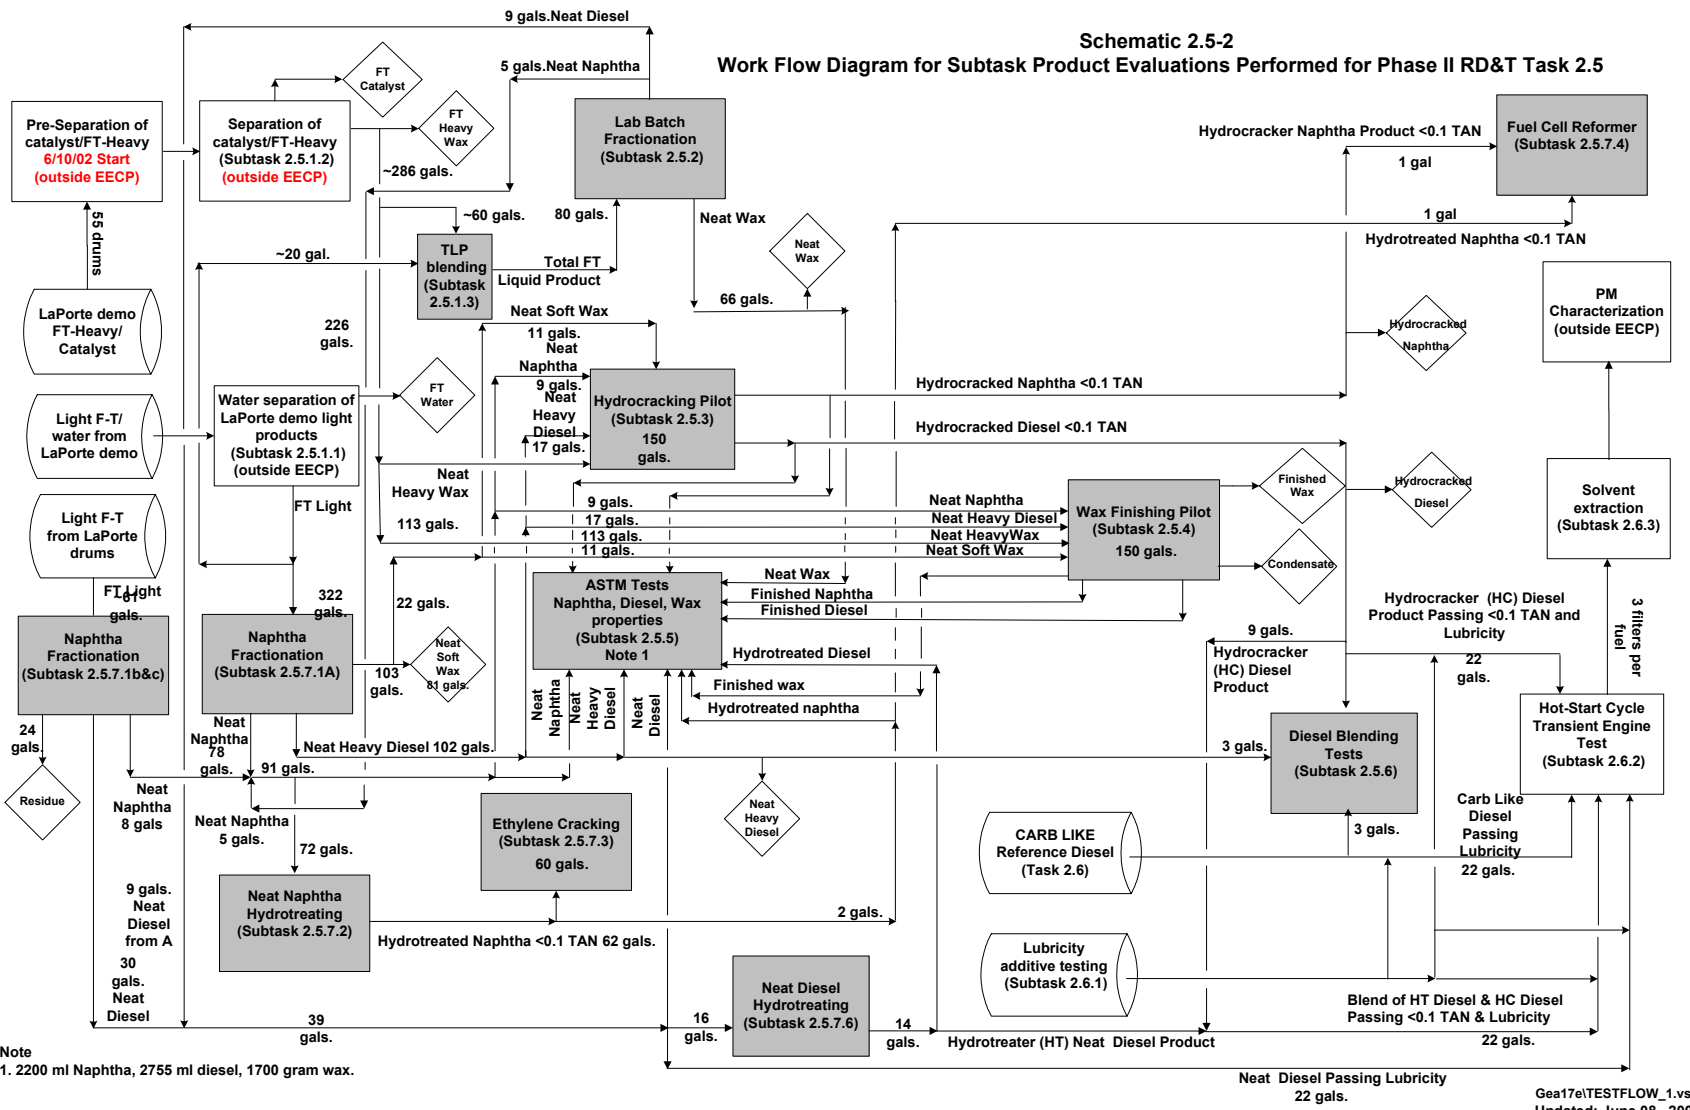 9 gals.Neat Diesel
Schematic 2.5-2
Work Flow Diagram for Subtask Product Evaluations Performed for Phase II RD&T Task 2.5
5 gals.Neat Naphtha
FT
Catalyst
FT
Heavy
Wax
Pre-Separation of
catalyst/FT-Heavy
6/10/02 Start
(outside EECP)
Separation of
catalyst/FT-Heavy
(Subtask 2.5.1.2)
(outside EECP)
~286 gals.
Lab Batch
Fractionation
(Subtask 2.5.2)
Hydrocracker Naphtha Product <0.1 TAN
1 gal
Fuel Cell Reformer
(Subtask 2.5.7.4)
55 drums
~60 gals.
80 gals.
Neat Wax
1 gal
Hydrotreated Naphtha <0.1 TAN
~20 gal.
TLP
blending
(Subtask
2.5.1.3)
Total FT
Liquid Product
Neat
Wax
66 gals.
LaPorte demo
FT-Heavy/
Catalyst
226
gals.
Neat Soft Wax
11 gals.
PM
Characterization
(outside EECP)
Hydrocracked
Naphtha
Neat
Naphtha
9 gals.
Neat
Heavy
Diesel
17 gals.
FT
Water
Hydrocracking Pilot
(Subtask 2.5.3)
150
gals.
Hydrocracked Naphtha <0.1 TAN
Hydrocracked Diesel <0.1 TAN
Light F-T/
water from
LaPorte demo
Water separation of
LaPorte demo light
products
(Subtask 2.5.1.1)
(outside EECP)
Neat
Heavy Wax
113 gals.
FT Light
Light F-T
from LaPorte
drums
9 gals.
17 gals.
113 gals.
11 gals.
Neat Naphtha
Neat Heavy Diesel
Neat HeavyWax
Neat Soft Wax
Wax Finishing Pilot
(Subtask 2.5.4)
150 gals.
Finished
Wax
Hydrocracked
Diesel
Condensate
Solvent
extraction
(Subtask 2.6.3)
FT Light
~61
gals.
322
gals.
22 gals.
ASTM Tests
Naphtha, Diesel, Wax
properties
(Subtask 2.5.5)
Note 1
Neat Wax
Finished Naphtha
Finished Diesel
Hydrotreated Diesel
Finished wax
Hydrotreated naphtha
Hydrocracker (HC) Diesel
Product Passing <0.1 TAN and
Lubricity
3 filters per
fuel
9 gals.
Hydrocracker
(HC) Diesel
Product
22
gals.
Naphtha
Fractionation
(Subtask 2.5.7.1b&c)
Naphtha
Fractionation
(Subtask 2.5.7.1A)
103
gals.
Neat
Soft
Wax
81 gals.
Neat
Naphtha
Neat
Heavy
Diesel
Neat
Diesel
24
gals.
Residue
Neat
Naphtha
78
gals.
Neat Heavy Diesel 102 gals.
91 gals.
3 gals.
Diesel Blending
Tests
(Subtask 2.5.6)
Hot-Start Cycle
Transient Engine
Test
(Subtask 2.6.2)
Neat
Naphtha
8 gals
Neat Naphtha
5 gals.
72 gals.
Ethylene Cracking
(Subtask 2.5.7.3)
60 gals.
Neat
Heavy
Diesel
CARB LIKE
Reference Diesel
(Task 2.6)
3 gals.
Carb Like
Diesel
Passing
Lubricity
22 gals.
9 gals.
Neat
Diesel
from A
30
gals.
Neat
Diesel
Neat Naphtha
Hydrotreating
(Subtask 2.5.7.2)
Hydrotreated Naphtha <0.1 TAN 62 gals.
2 gals.
Lubricity
additive testing
(Subtask 2.6.1)
Blend of HT Diesel & HC Diesel
Passing <0.1 TAN & Lubricity
22 gals.
39
gals.
16
gals.
Neat Diesel
Hydrotreating
(Subtask 2.5.7.6)
14
gals.
Hydrotreater (HT) Neat Diesel Product
Neat Diesel Passing Lubricity
22 gals.
Note
1. 2200 ml Naphtha, 2755 ml diesel, 1700 gram wax.
Gea17e\TESTFLOW_1.vs
Updated: June 08, 200